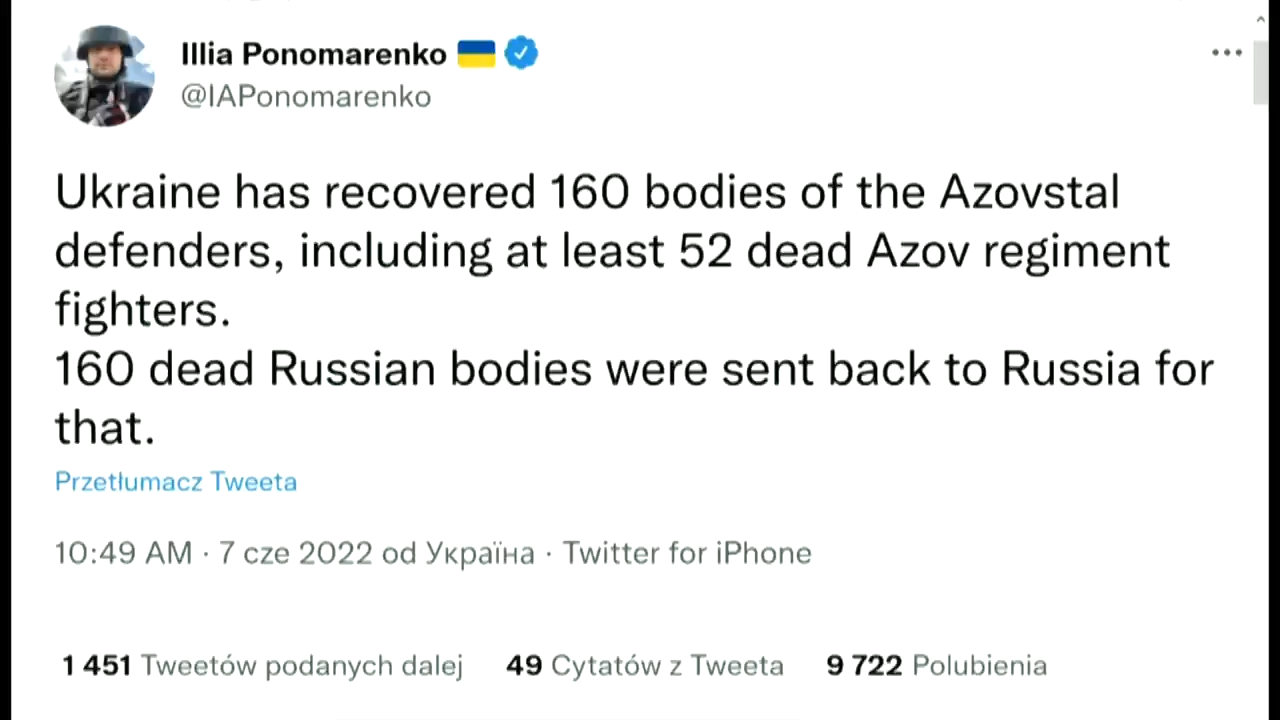 Illia Ponomarenko
@IAPonomarenko
Ukraine has recovered 160 bodies of the Azovstal
defenders, including at least 52 dead Azov regiment
fighters.
160 dead Russian bodies were sent back to Russia for
that.
Przetłumacz Tweeta
10:49 AM · 7 cze 2022 od Україна · Twitter for iPhone
1 451 Tweetów podanych dalej 49 Cytatów z Tweeta 9 722 Polubienia